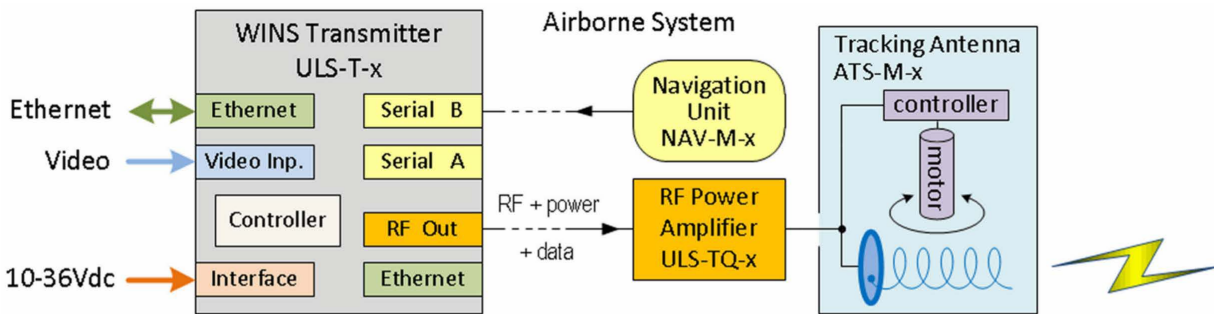 WINS Transmitter
ULS-T-x
Airborne System
Tracking Antenna
ATS-M-x
Ethernet
Ethernet
Serial B
Navigation
Unit
NAV-M-x
controller
motor
Video
Video Inp.
Serial A
Controller
RF Out
RF + power
+ data
RF Power
Amplifier
ULS-TQ-x
10-36Vdc
Interface
Ethernet